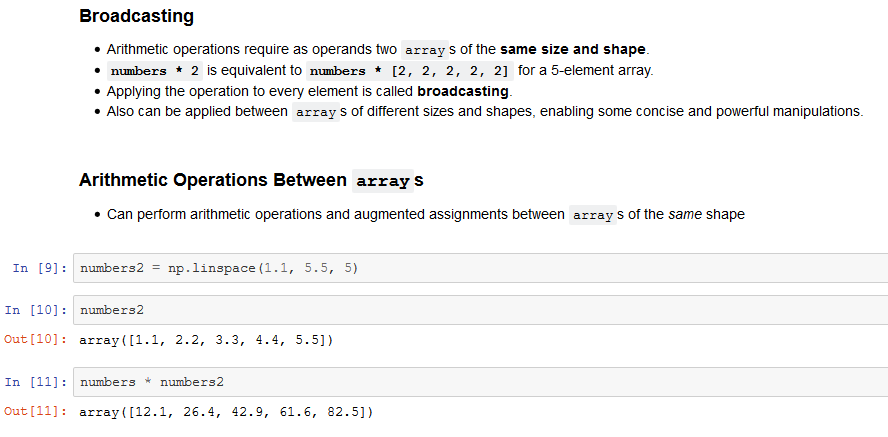 Broadcasting
• Arithmetic operations require as operands two arrays of the same size and shape.
• numbers * 2 is equivalent to numbers * [2, 2, 2, 2, 2] for a 5-element array.
• Applying the operation to every element is called broadcasting.
• Also can be applied between arrays of different sizes and shapes, enabling some concise and powerful manipulations.
Arithmetic Operations Between arrays
• Can perform arithmetic operations and augmented assignments between arrays of the same shape
In [9]: numbers2 = np.linspace(1.1, 5.5, 5)
In [10]: numbers2
Out[10]: array([1.1, 2.2, 3.3, 4.4, 5.5])
In [11]: numbers * numbers2
Out[11]: array([12.1, 26.4, 42.9, 61.6, 82.5])